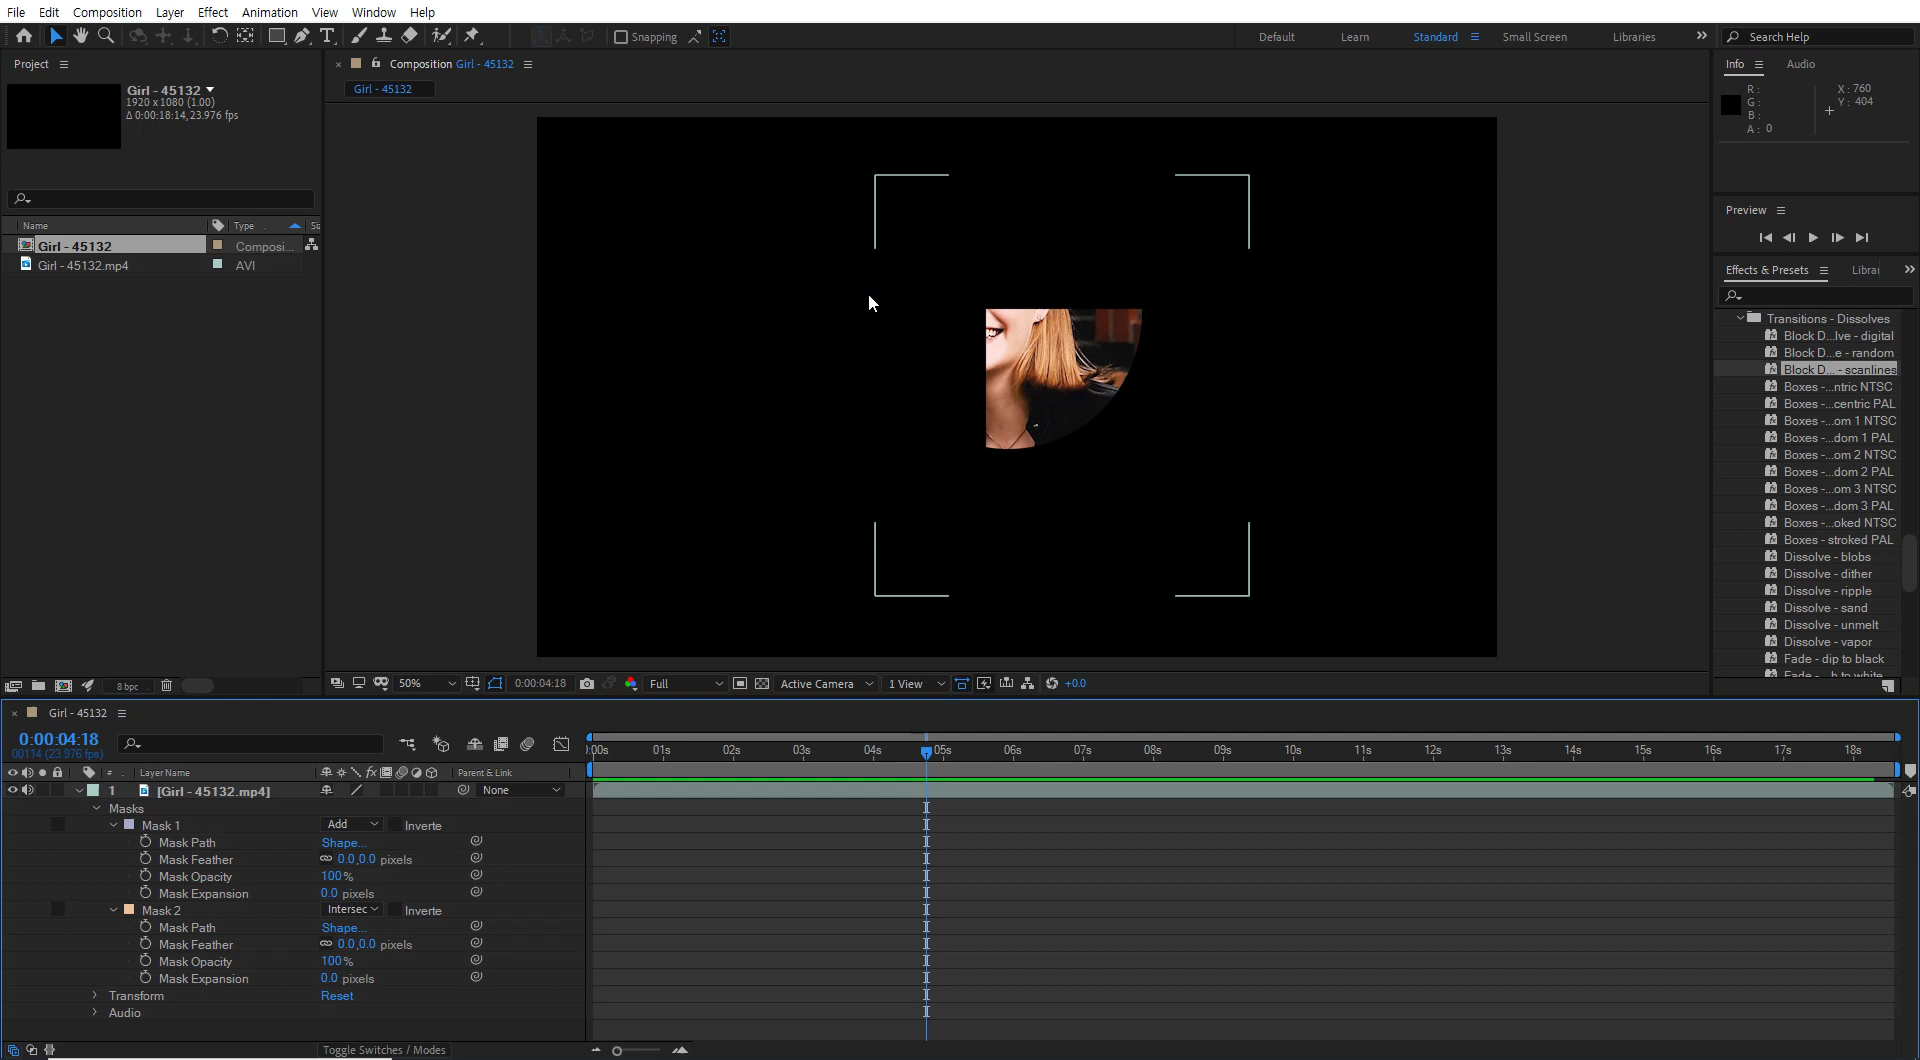 File Edit Composition Layer Effect Animation View Window Help
Snapping
Default Learn Standard Small Screen Libraries
Search Help
Project
Girl - 45132
1920 x 1080 (1.00)
Δ 0:00:18:14, 23.976 fps
Name Type Siz
Girl - 45132 Composi...
Girl - 45132.mp4 AVI
8 bpc
Composition Girl - 45132
Girl - 45132
50% 0:00:04:18 Full Active Camera 1 View +0.0
Info Audio
R :
G :
B :
A : 0
X : 760
Y : 404
Preview
Effects & Presets Librai
Transitions - Dissolves
Block D...lve - digital
Block D...e - random
Block D... - scanlines
Boxes -...ntric NTSC
Boxes -...centric PAL
Boxes -...om 1 NTSC
Boxes -...dom 1 PAL
Boxes -...om 2 NTSC
Boxes -...dom 2 PAL
Boxes -...om 3 NTSC
Boxes -...dom 3 PAL
Boxes -...oked NTSC
Boxes - stroked PAL
Dissolve - blobs
Dissolve - dither
Dissolve - ripple
Dissolve - sand
Dissolve - unmelt
Dissolve - vapor
Fade - dip to black
Fade -...h to white
Girl - 45132
0:00:04:18
00114 (23.976 fps)
:00s 01s 02s 03s 04s 05s 06s 07s 08s 09s 10s 11s 12s 13s 14s 15s 16s 17s 18s
# Layer Name fx Parent & Link
1 [Girl - 45132.mp4] None
Masks
Mask 1 Add Inverte
Mask Path Shape...
Mask Feather 0.0,0.0 pixels
Mask Opacity 100%
Mask Expansion 0.0 pixels
Mask 2 Intersec Inverte
Mask Path Shape...
Mask Feather 0.0,0.0 pixels
Mask Opacity 100%
Mask Expansion 0.0 pixels
Transform Reset
Audio
Toggle Switches / Modes